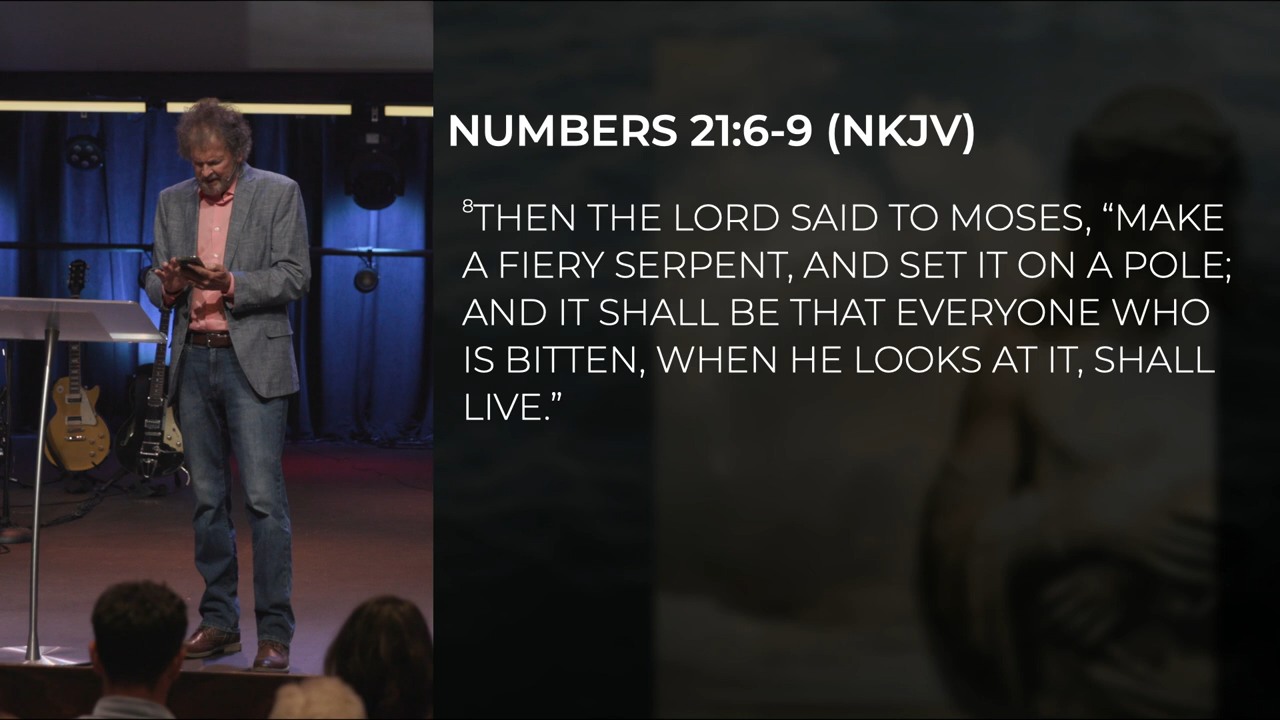 NUMBERS 21:6-9 (NKJV)
⁸THEN THE LORD SAID TO MOSES, “MAKE
A FIERY SERPENT, AND SET IT ON A POLE;
AND IT SHALL BE THAT EVERYONE WHO
IS BITTEN, WHEN HE LOOKS AT IT, SHALL
LIVE.”